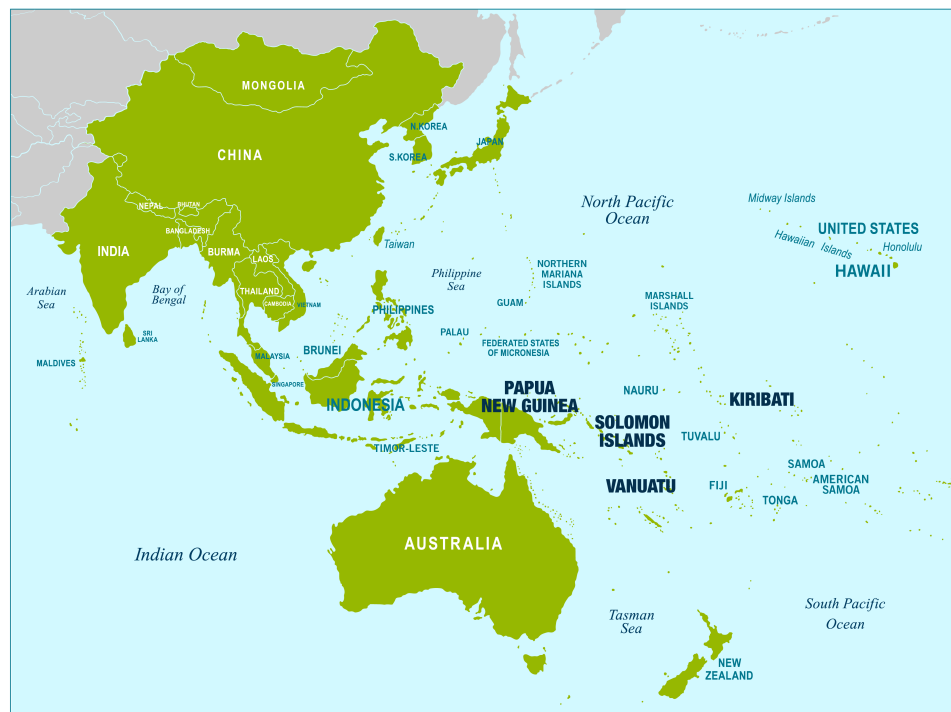 MONGOLIA
N.KOREA
JAPAN
S.KOREA
CHINA
North Pacific
Ocean
Midway Islands
NEPAL
BHUTAN
BANGLADESH
UNITED STATES
Hawaiian Islands
Honolulu
HAWAII
Taiwan
INDIA
BURMA
LAOS
NORTHERN
MARIANA
ISLANDS
Philippine
Sea
Arabian
Sea
Bay of
Bengal
THAILAND
CAMBODIA
VIETNAM
PHILIPPINES
GUAM
MARSHALL
ISLANDS
SRI
LANKA
PALAU
FEDERATED STATES
OF MICRONESIA
MALDIVES
MALAYSIA
BRUNEI
SINGAPORE
INDONESIA
PAPUA
NEW GUINEA
NAURU
KIRIBATI
SOLOMON
ISLANDS
TUVALU
TIMOR-LESTE
SAMOA
AMERICAN
SAMOA
VANUATU
FIJI
TONGA
AUSTRALIA
Indian Ocean
Tasman
Sea
South Pacific
Ocean
NEW
ZEALAND